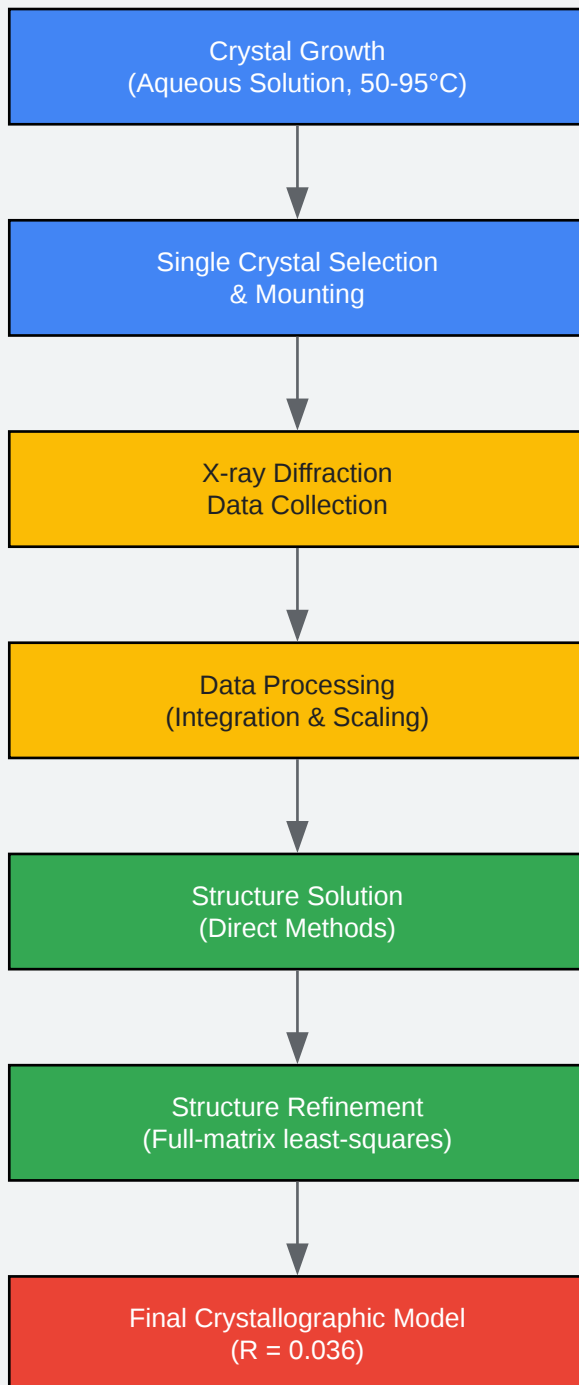 Crystal Growth
(Aqueous Solution, 50-95°C)
Single Crystal Selection
& Mounting
X-ray Diffraction
Data Collection
Data Processing
(Integration & Scaling)
Structure Solution
(Direct Methods)
Structure Refinement
(Full-matrix least-squares)
Final Crystallographic Model
(R = 0.036)